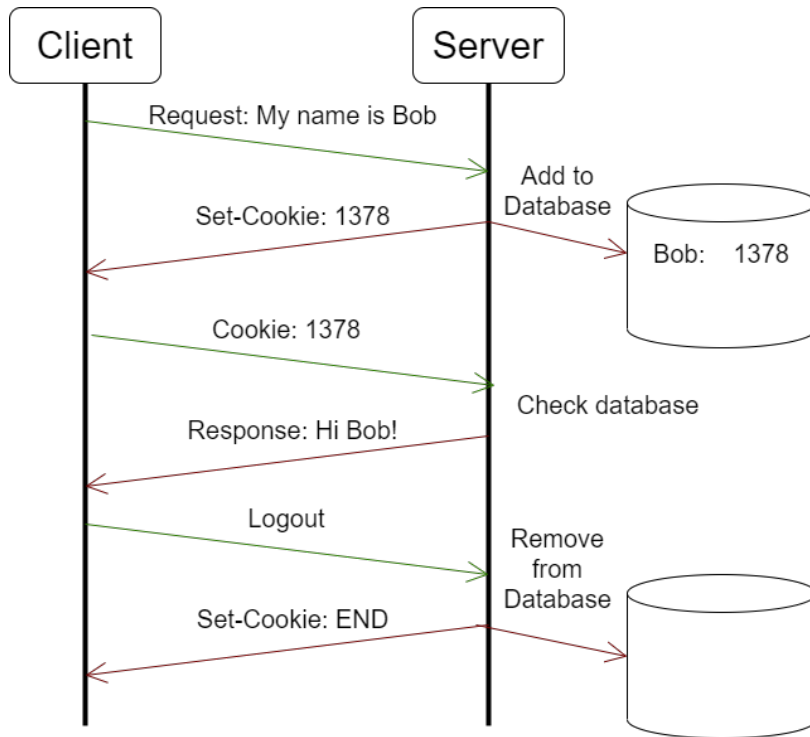 Client
Server
Request: My name is Bob
Add to
Database
Set-Cookie: 1378
Bob: 1378
Cookie: 1378
Check database
Response: Hi Bob!
Logout
Remove
from
Database
Set-Cookie: END